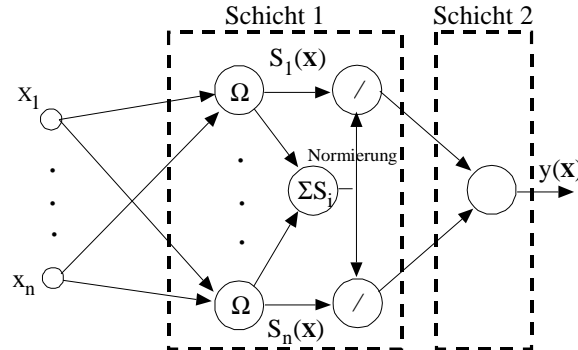 Schicht 1
Schicht 2
S1(x)
x1
Ω
/
Normierung
ΣSi
y(x)
xn
Ω
/
Sn(x)